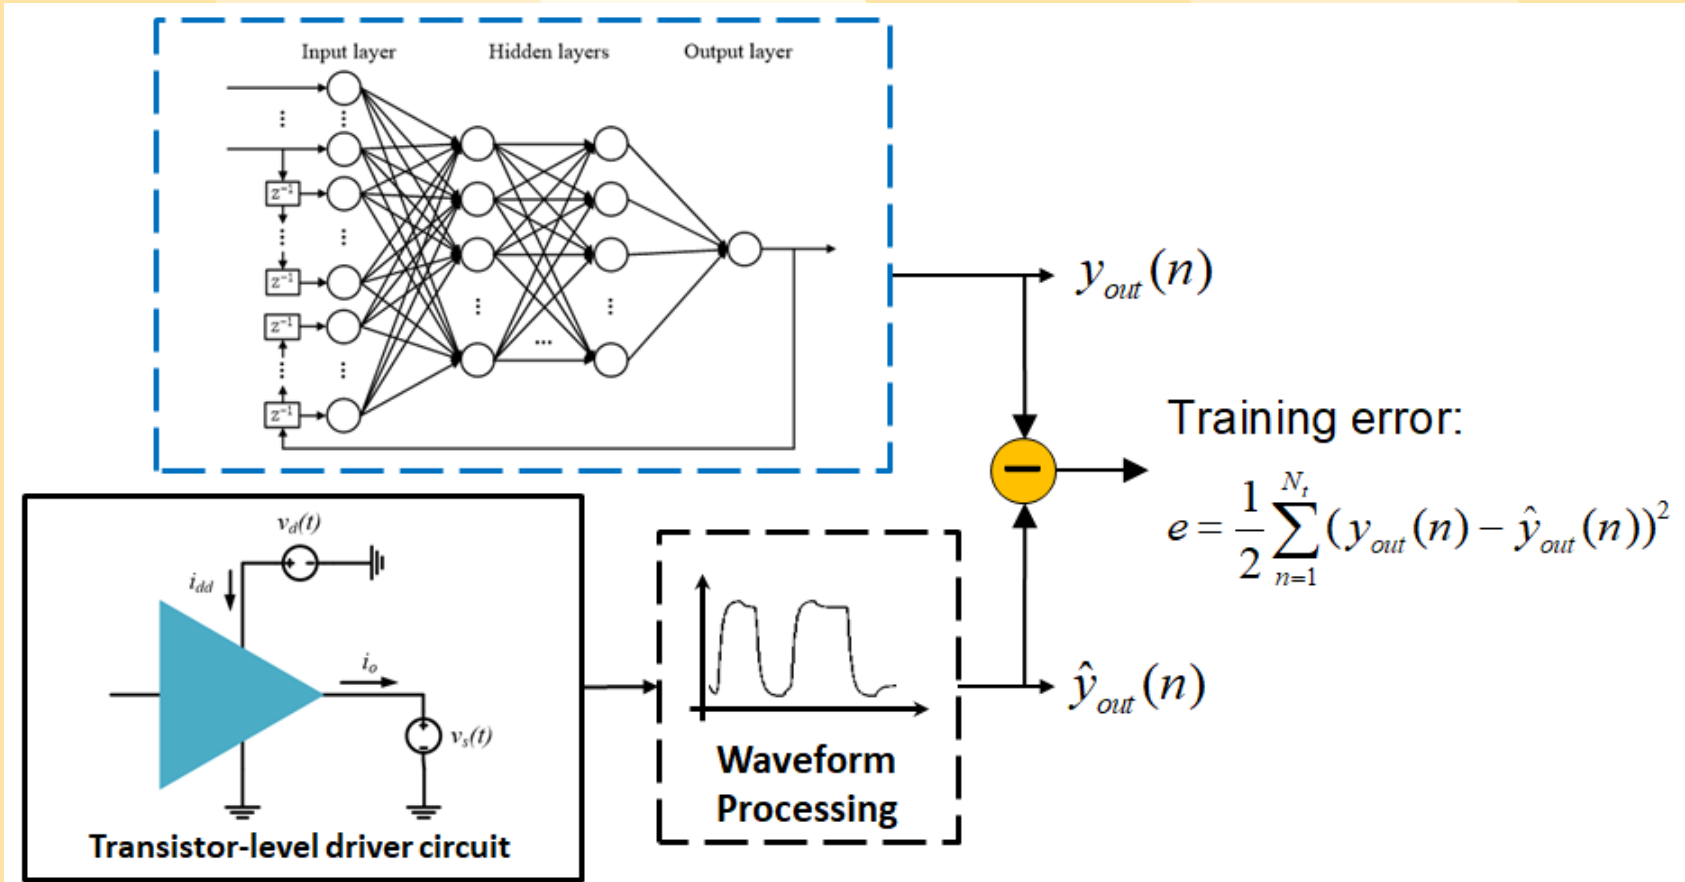 Input layer Hidden layers Output layer
z⁻¹
z⁻¹
z⁻¹
z⁻¹
...
y_out(n)
Training error:
e = 1/2 ∑_{n=1}^{N_t} (y_out(n) − ŷ_out(n))²
v_d(t)
+ −
i_dd
i_o
+
v_s(t)
-
Transistor-level driver circuit
Waveform
Processing
ŷ_out(n)